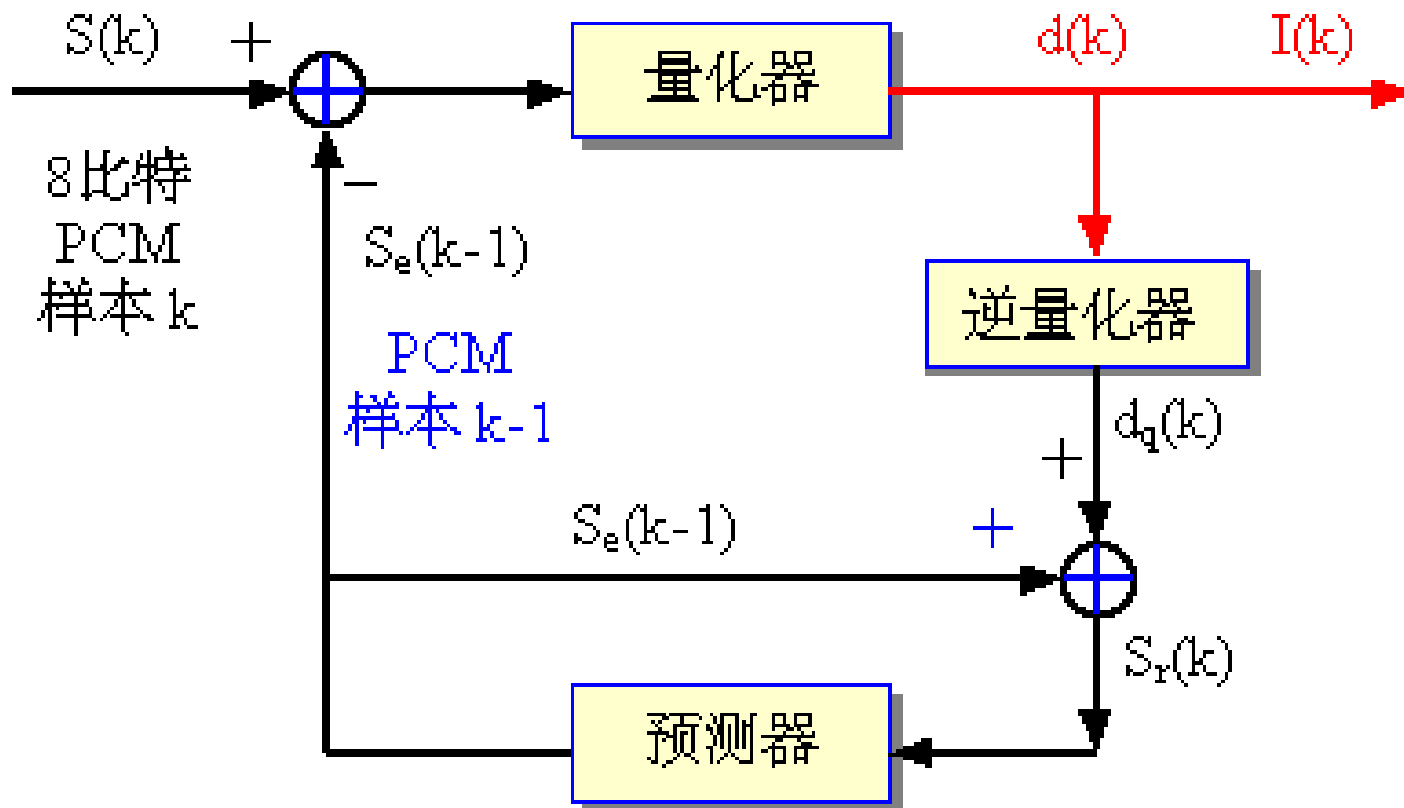 S(k)
+
量化器
d(k)
I(k)
8比特
PCM
样本 k
−
Se(k-1)
PCM
样本 k-1
逆量化器
dq(k)
+
Se(k-1)
+
Sr(k)
预测器